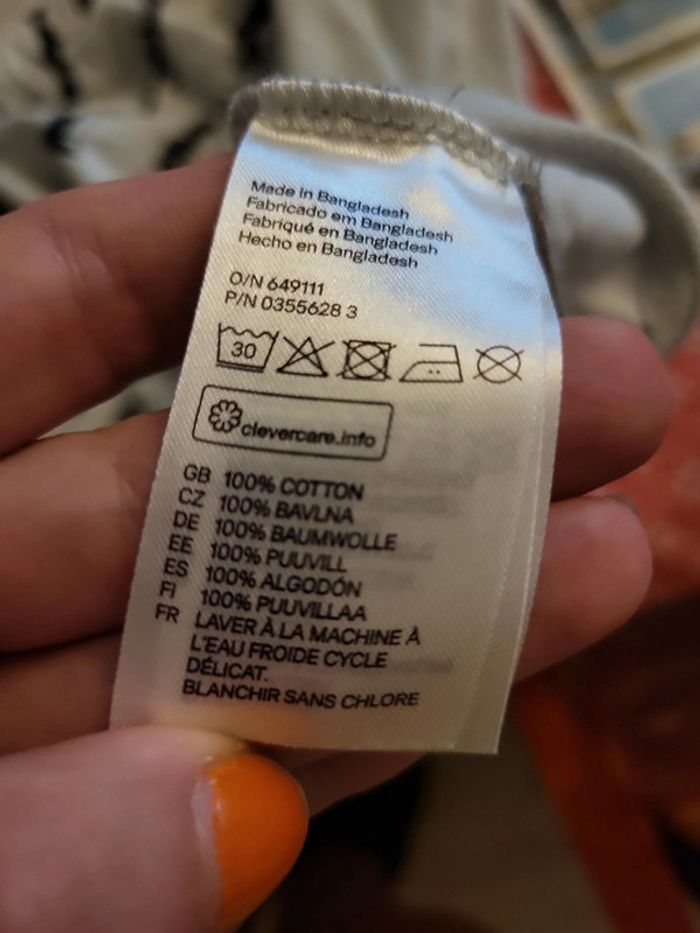 Made in Bangladesh
Fabricado em Bangladesh
Fabriqué en Bangladesh
Hecho en Bangladesh
O/N 649111
P/N 0355628 3
30
clevercare.info
GB 100% COTTON
CZ 100% BAVLNA
DE 100% BAUMWOLLE
EE 100% PUUVILL
ES 100% ALGODÓN
FI 100% PUUVILLAA
FR LAVER À LA MACHINE À
L'EAU FROIDE CYCLE
DÉLICAT.
BLANCHIR SANS CHLORE